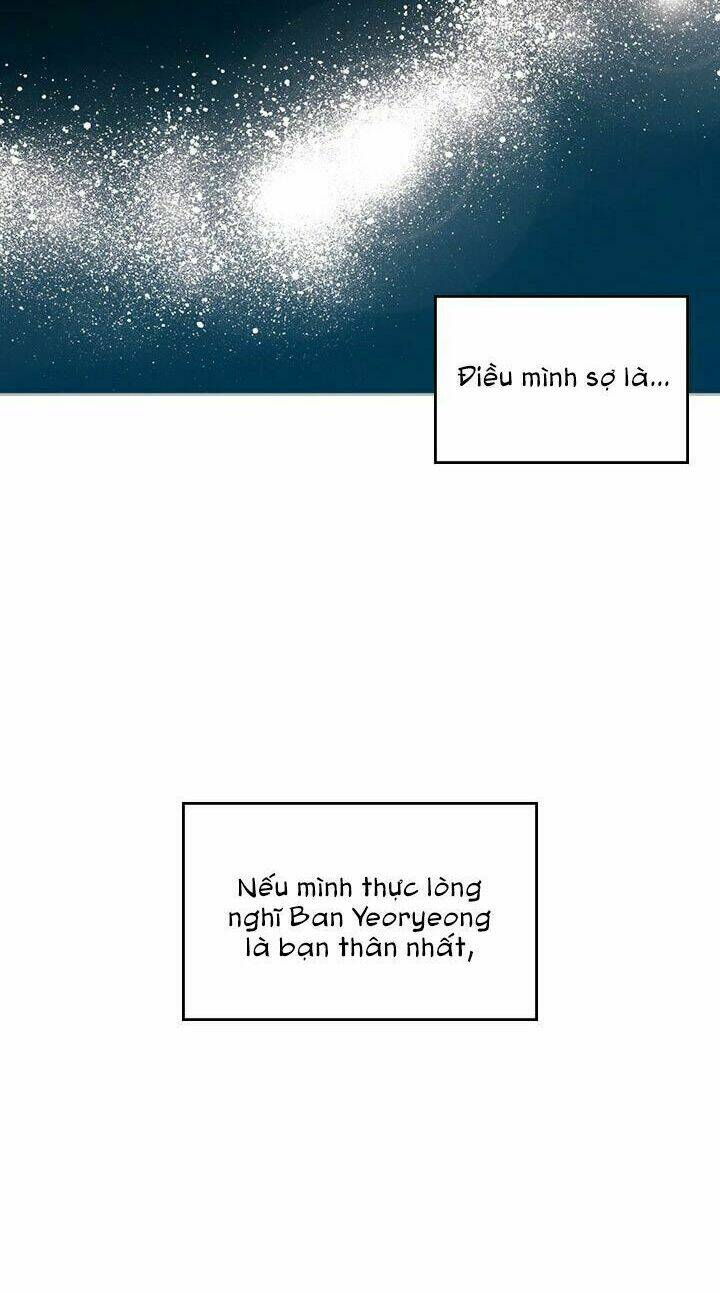 Điều mình sợ là...
Nếu mình thực lòng
nghĩ Ban Yeoryeong
là bạn thân nhất,